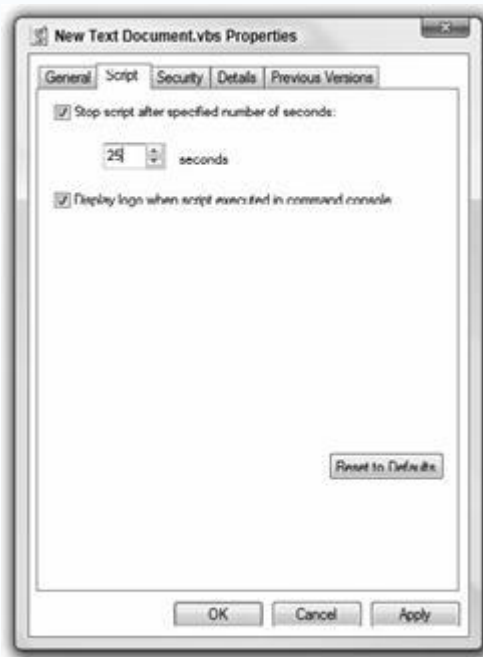 New Text Document.vbs Properties
General Script Security Details Previous Versions
Stop script after specified number of seconds:
25 seconds
Display logo when script executed in command console
Reset to Defaults
OK Cancel Apply